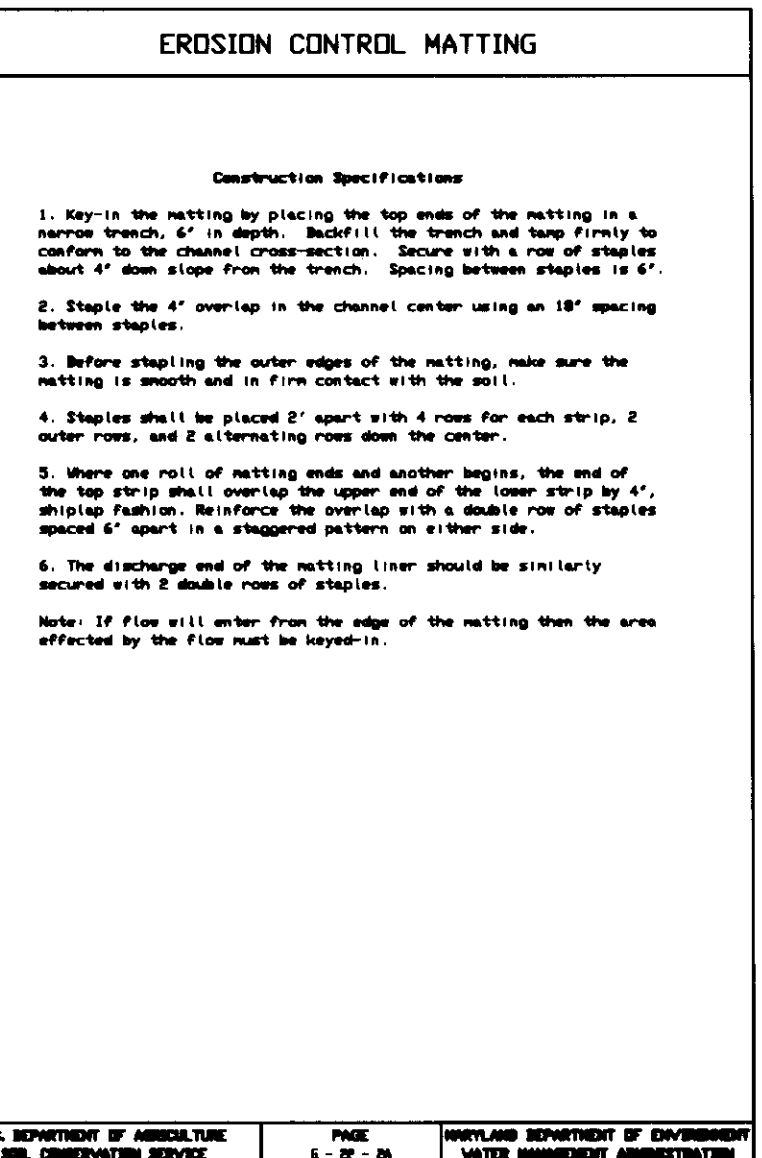 EROSION CONTROL MATTING
Construction Specifications
1. Key-in the matting by placing the top ends of the matting in a
narrow trench, 6" in depth. Backfill the trench and tamp firmly to
conform to the channel cross-section. Secure with a row of staples
about 4" down slope from the trench. Spacing between staples is 6".
2. Staple the 4" overlap in the channel center using an 18" spacing
between staples.
3. Before stapling the outer edges of the matting, make sure the
matting is smooth and in firm contact with the soil.
4. Staples shall be placed 2' apart with 4 rows for each strip, 2
outer rows, and 2 alternating rows down the center.
5. Where one roll of matting ends and another begins, the end of
the top strip shall overlap the upper end of the lower strip by 4",
shiplap fashion. Reinforce the overlap with a double row of staples
spaced 6" apart in a staggered pattern on either side.
6. The discharge end of the matting liner should be similarly
secured with 2 double rows of staples.
Note: If flow will enter from the edge of the matting then the area
effected by the flow must be keyed-in.
DEPARTMENT OF AGRICULTURE
SOIL CONSERVATION SERVICE
PAGE
MARYLAND DEPARTMENT OF ENVIRONMENT
WATER MANAGEMENT ADMINISTRATION